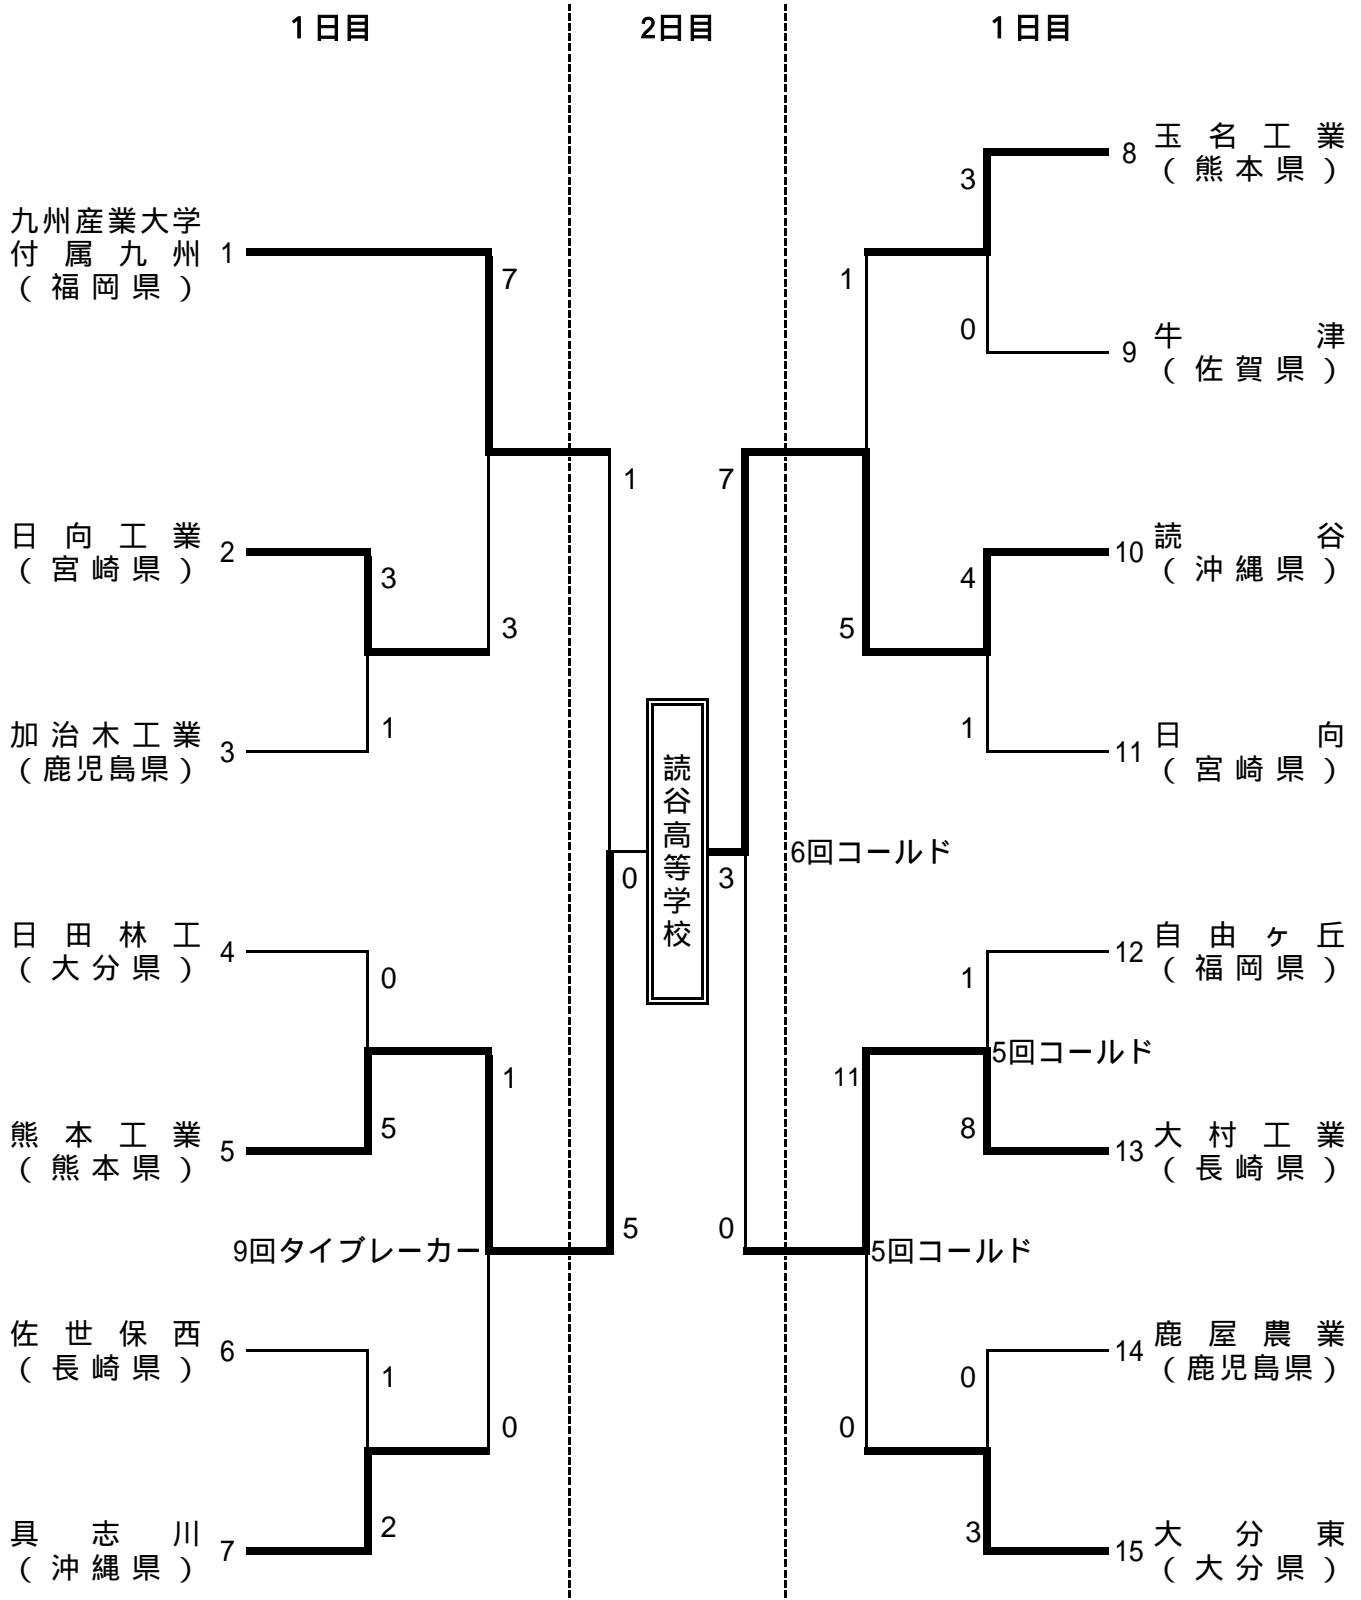 1日目
2日目
1日目
九州産業大学
付属九州
(福岡県)
1
7
日向工業
(宮崎県)
2
3
3
加治木工業
(鹿児島県)
3
1
日田林工
(大分県)
4
0
1
熊本工業
(熊本県)
5
5
9回タイブレーカー
佐世保西
(長崎県)
6
1
0
具志川
(沖縄県)
7
2
1
0
5
読谷高等学校
7
3
0
6回コールド
玉名工業
(熊本県)
8
3
1
牛津
(佐賀県)
9
0
読谷
(沖縄県)
10
4
5
日向
(宮崎県)
11
1
自由ヶ丘
(福岡県)
12
1
5回コールド
11
大村工業
(長崎県)
13
8
5回コールド
鹿屋農業
(鹿児島県)
14
0
0
大分東
(大分県)
15
3